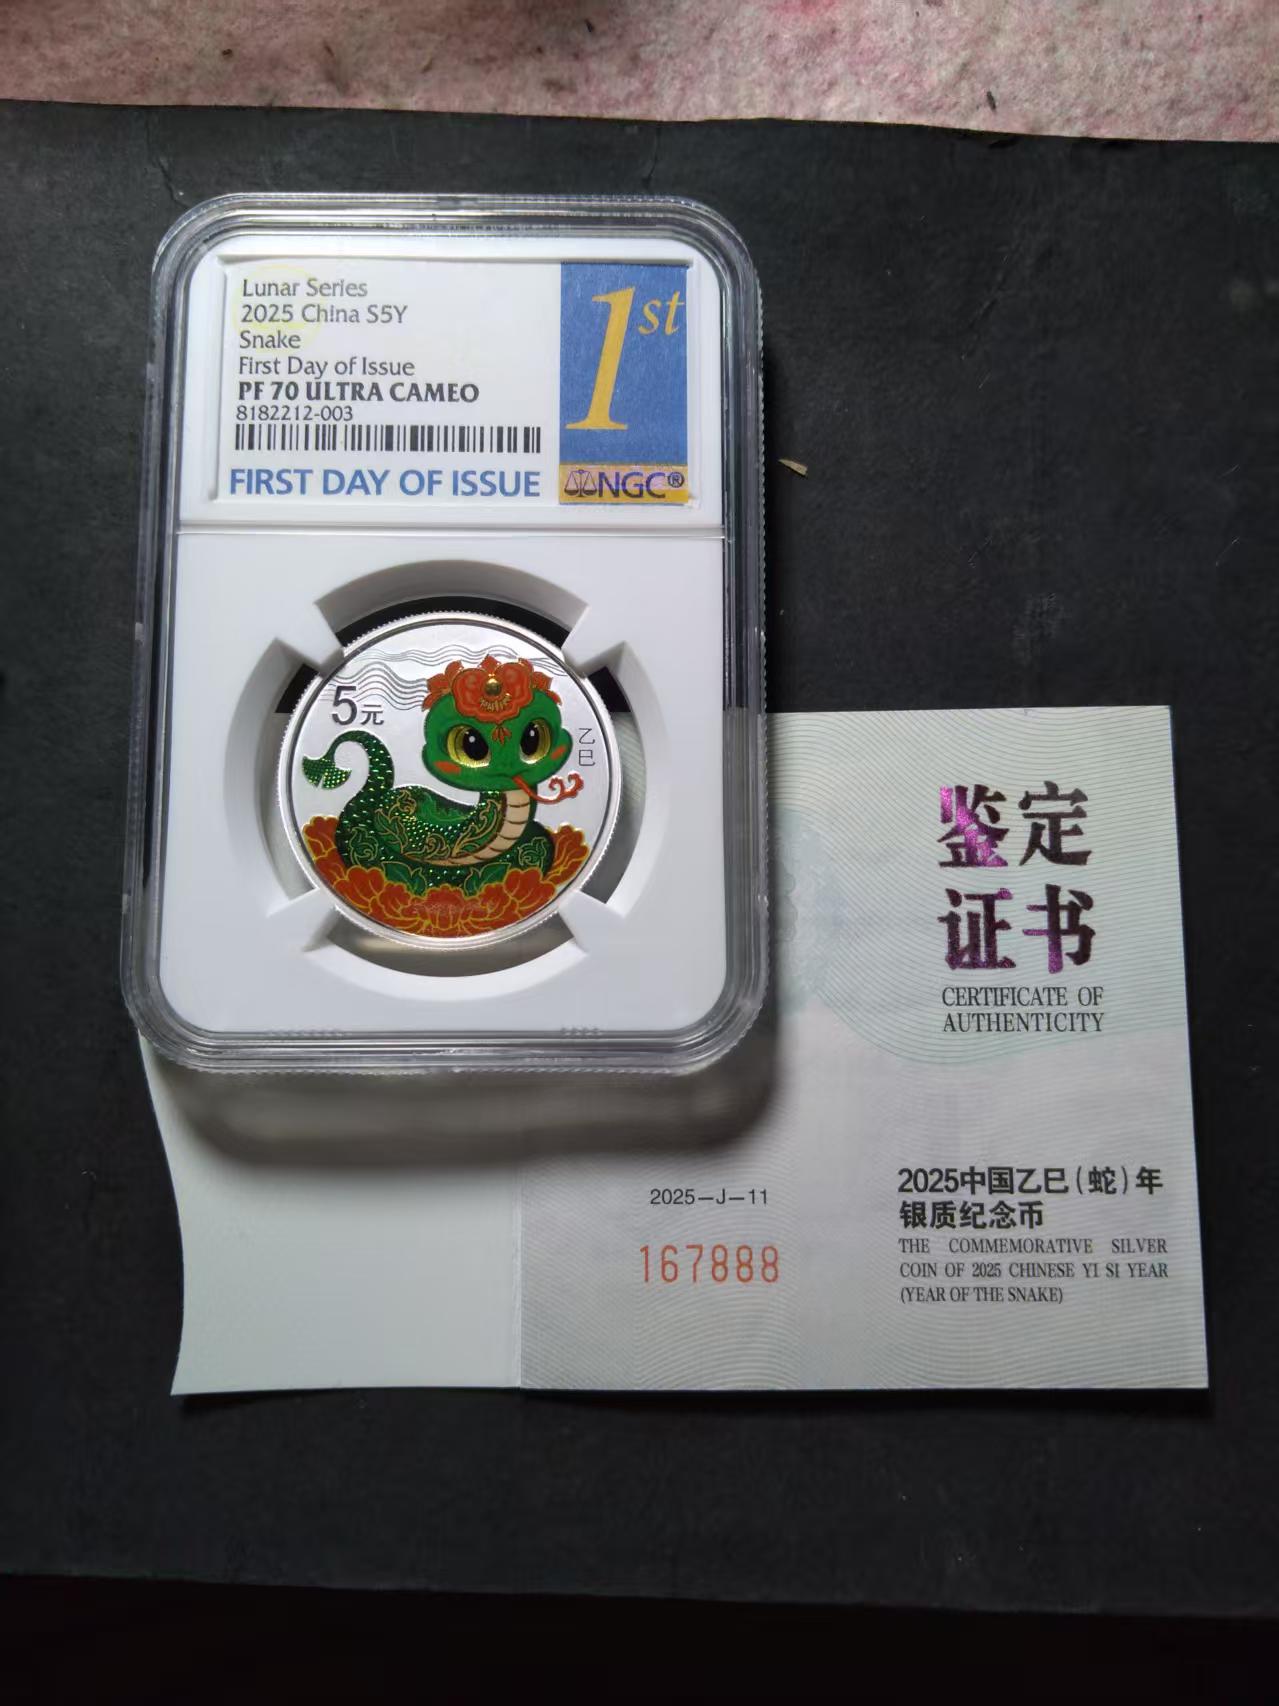 Lunar Series
2025 China S5Y
Snake
First Day of Issue
PF 70 ULTRA CAMEO
8182212-003
FIRST DAY OF ISSUE
1st
NGC®
5元
乙
巳
鉴定
证书
CERTIFICATE OF
AUTHENTICITY
2025中国乙巳(蛇)年
银质纪念币
THE COMMEMORATIVE SILVER
COIN OF 2025 CHINESE YI SI YEAR
(YEAR OF THE SNAKE)
2025-J-11
167888